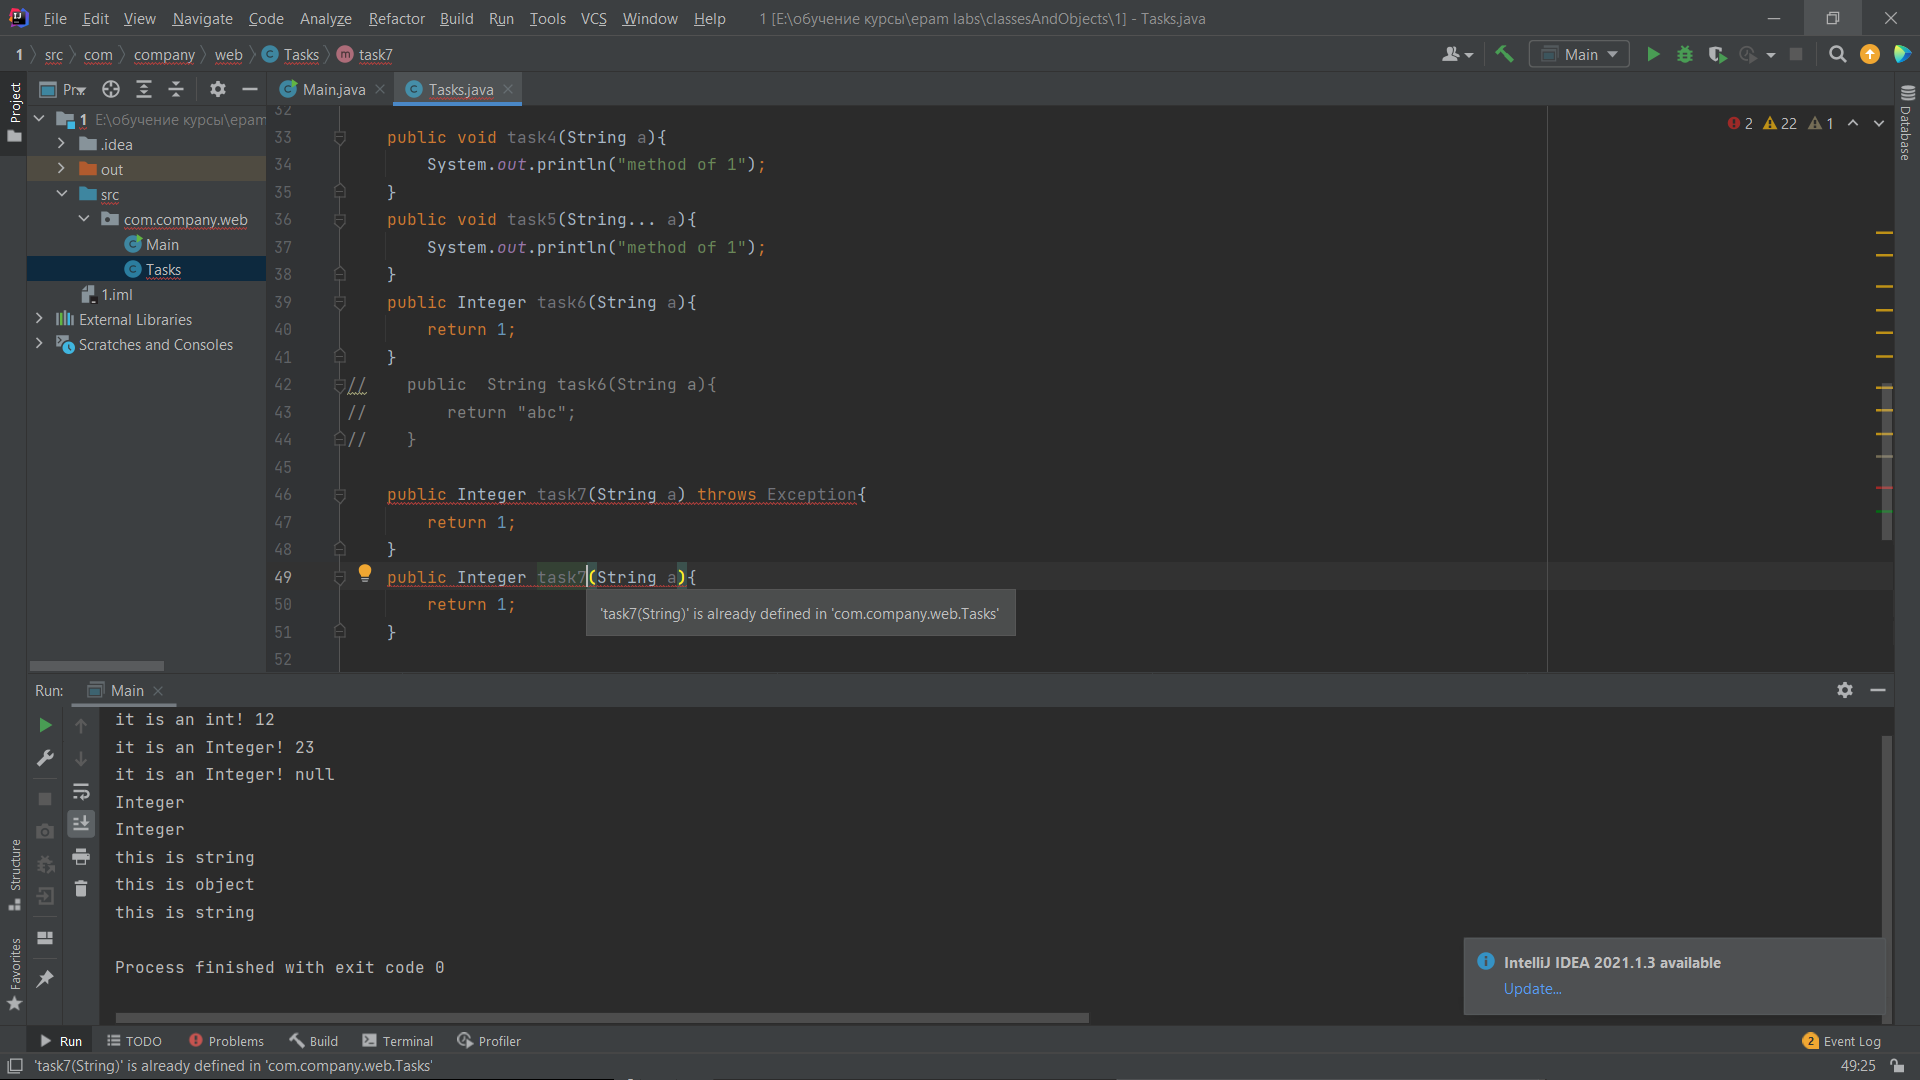 File Edit View Navigate Code Analyze Refactor Build Run Tools VCS Window Help 1 [E:\обучение курсы\epam labs\classesAndObjects\1] - Tasks.java
1 src com company web Tasks task7 Main
Project
Pr
Main.java
Tasks.java
1 E:\обучение курсы\epam
.idea
out
src
com.company.web
Main
Tasks
1.iml
External Libraries
Scratches and Consoles
2 22 1
Database
32
33 public void task4(String a){
34 System.out.println("method of 1");
35 }
36 public void task5(String... a){
37 System.out.println("method of 1");
38 }
39 public Integer task6(String a){
40 return 1;
41 }
42 // public  String task6(String a){
43 // return "abc";
44 // }
45
46 public Integer task7(String a) throws Exception{
47 return 1;
48 }
49 public Integer task7(String a){
50 return 1;
'task7(String)' is already defined in 'com.company.web.Tasks'
51 }
52
Run: Main
it is an int! 12
it is an Integer! 23
it is an Integer! null
Integer
Integer
this is string
this is object
this is string
Process finished with exit code 0
Structure
Favorites
IntelliJ IDEA 2021.1.3 available
Update...
Run TODO Problems Build Terminal Profiler 2 Event Log
'task7(String)' is already defined in 'com.company.web.Tasks' 49:25